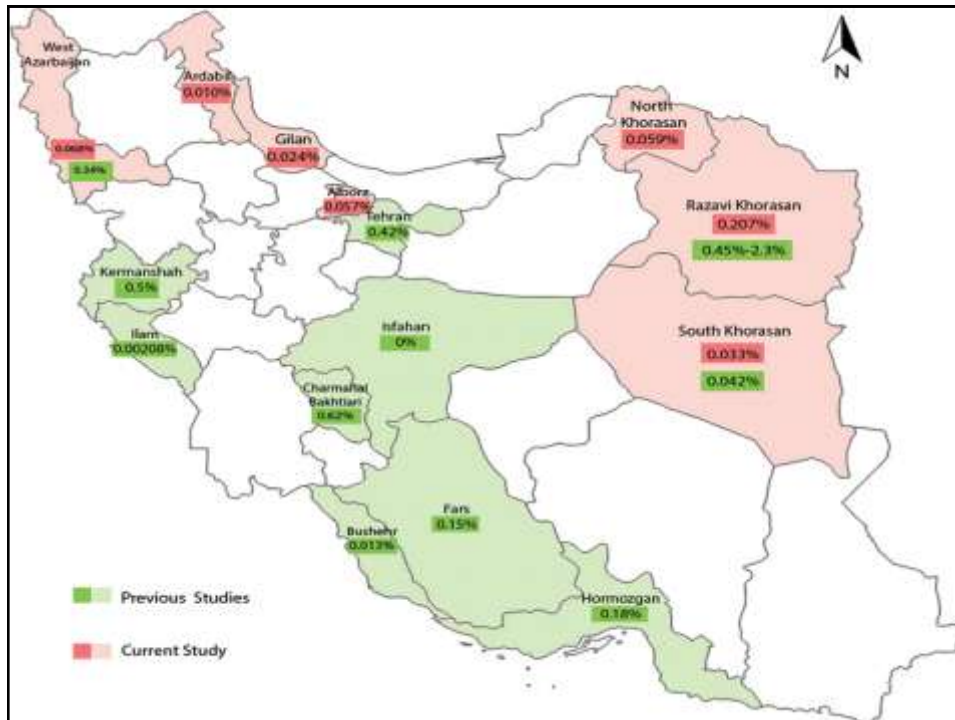 West
Azarbaijan
Ardabil
0.010%
N
North
Khorasan
0.059%
Gilan
0.024%
0.068%
0.34%
Alborz
0.057%
Tehran
0.42%
Razavi Khorasan
0.207%
0.45%-2.3%
Kermanshah
0.5%
Ilam
0.00208%
Isfahan
0%
South Khorasan
0.033%
0.042%
Charmahal
Bakhtiari
0.62%
Fars
0.15%
Bushehr
0.013%
Hormozgan
0.18%
Previous Studies
Current Study